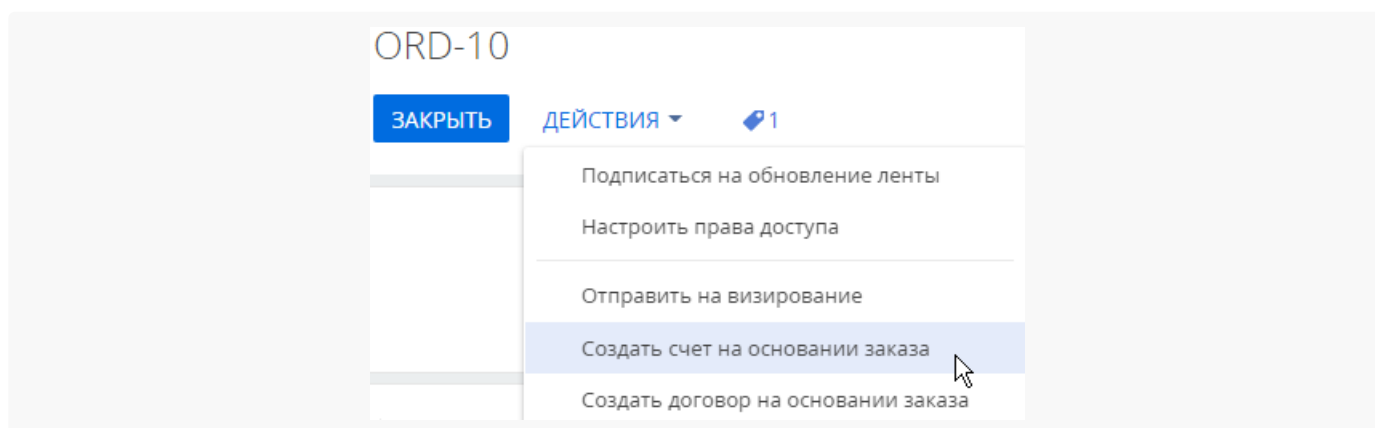 ORD-10
ЗАКРЫТЬ ДЕЙСТВИЯ 1
Подписаться на обновление ленты
Настроить права доступа
Отправить на визирование
Создать счет на основании заказа
Создать договор на основании заказа